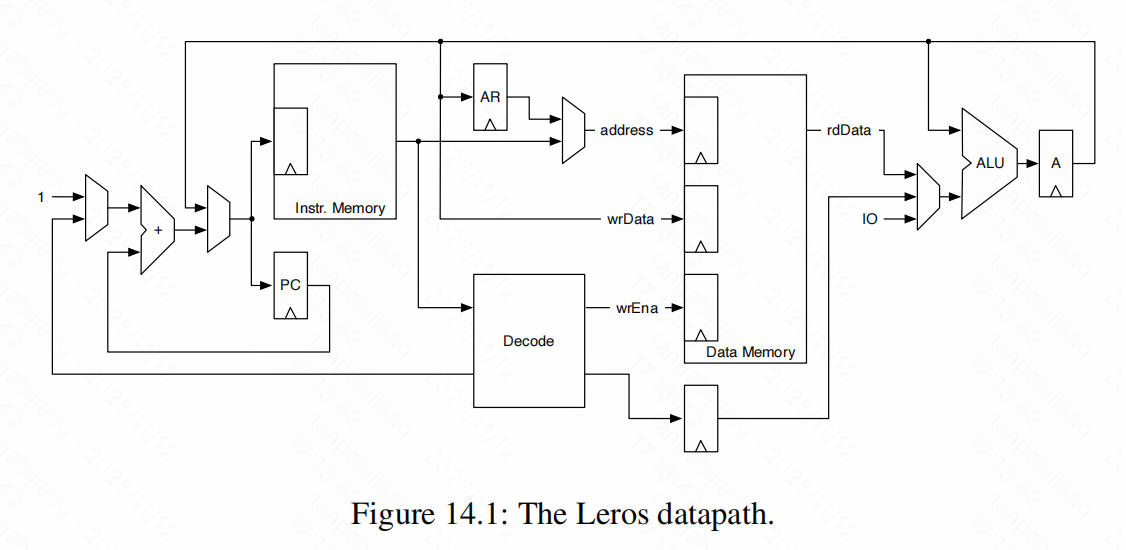 AR
address
rdData
ALU
A
Instr. Memory
1
+
wrData
IO
PC
wrEna
Decode
Data Memory
Figure 14.1: The Leros datapath.